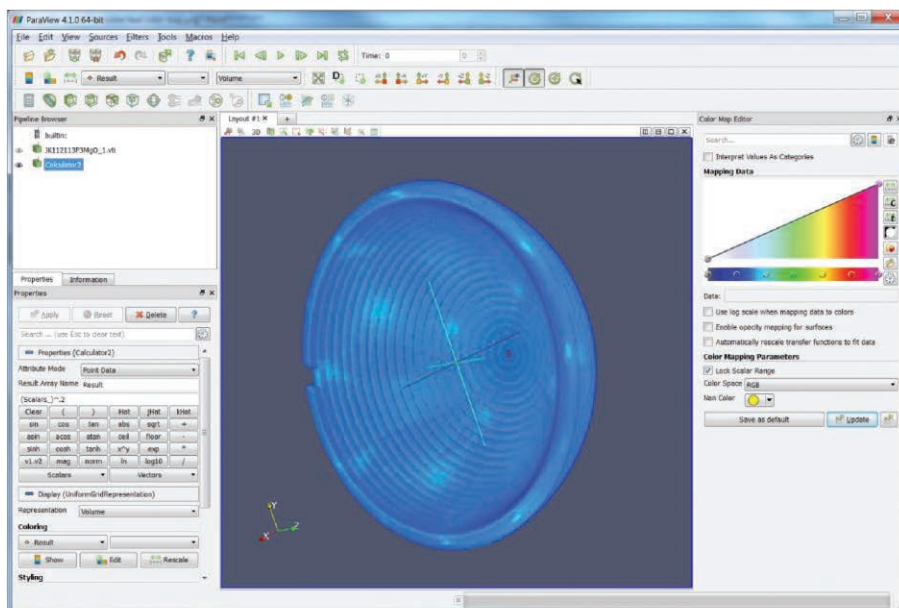 ParaView 4.1.0 64-bit
File Edit View Sources Filters Tools Macros Help
Time: 0 0
Result Volume
Pipeline Browser
builtin:
JK112113P3MgO_1.vti
Calculator2
Properties Information
Properties
Apply Reset Delete ?
Search ... (use Esc to clear text)
Properties (Calculator2)
Attribute Mode Point Data
Result Array Name Result
(Scalars_)^.2
Clear ( ) iHat jHat kHat
sin cos tan abs sqrt +
asin acos atan ceil floor -
sinh cosh tanh x^y exp *
v1.v2 mag norm ln log10 /
Scalars Vectors
Display (UniformGridRepresentation)
Representation Volume
Coloring
Result
Show Edit Rescale
Styling
Layout #1 +
3D
Y
Z
X
Color Map Editor
Search...
Interpret Values As Categories
Mapping Data
Data:
Use log scale when mapping data to colors
Enable opacity mapping for surfaces
Automatically rescale transfer functions to fit data
Color Mapping Parameters
Lock Scalar Range
Color Space RGB
Nan Color
Save as default Update